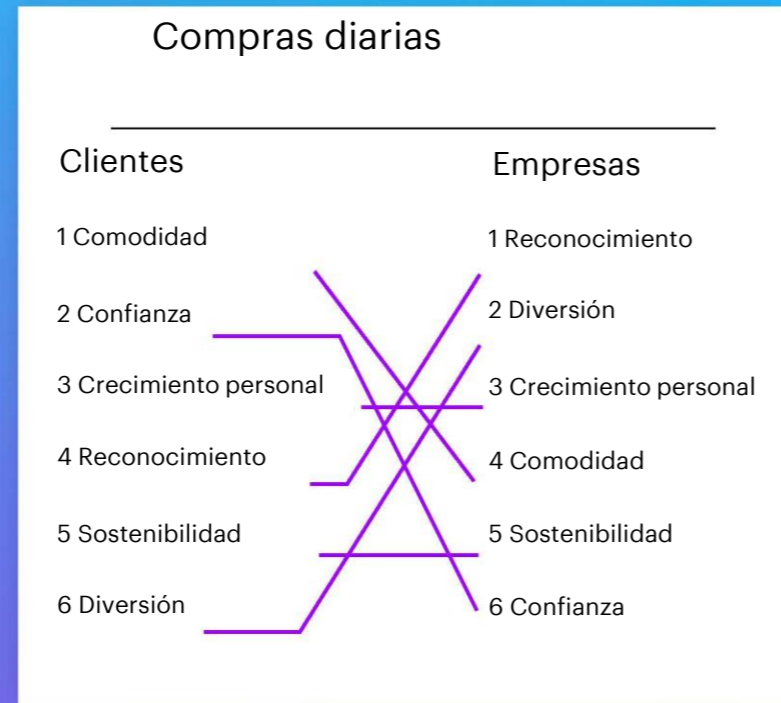 Compras diarias
Clientes
Empresas
1 Comodidad
1 Reconocimiento
2 Confianza
2 Diversión
3 Crecimiento personal
3 Crecimiento personal
4 Reconocimiento
4 Comodidad
5 Sostenibilidad
5 Sostenibilidad
6 Diversión
6 Confianza